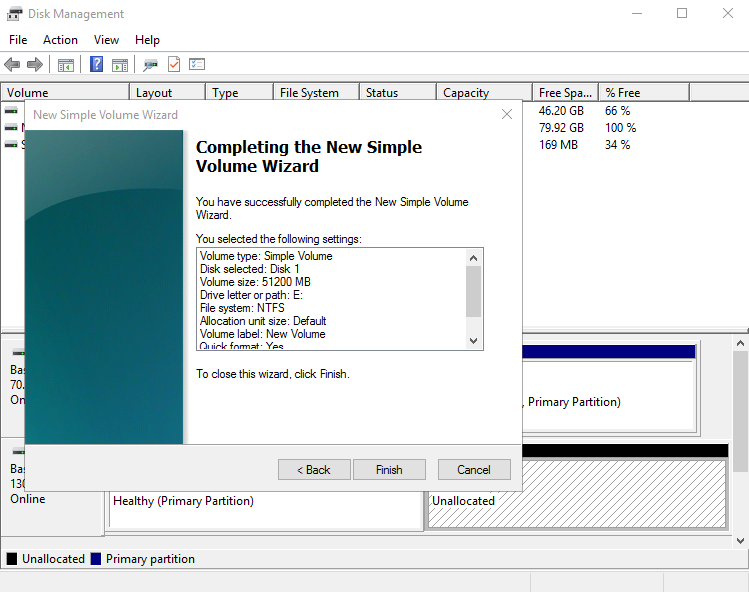 Disk Management
File Action View Help
Volume Layout Type File System Status Capacity Free Spa... % Free
46.20 GB 66 %
79.92 GB 100 %
169 MB 34 %
New Simple Volume Wizard
Completing the New Simple
Volume Wizard
You have successfully completed the New Simple Volume
Wizard.
You selected the following settings:
Volume type: Simple Volume
Disk selected: Disk 1
Volume size: 51200 MB
Drive letter or path: E:
File system: NTFS
Allocation unit size: Default
Volume label: New Volume
Quick format: Yes
To close this wizard, click Finish.
< Back Finish Cancel
Bas
70.
On
, Primary Partition)
Bas
130
Online
Healthy (Primary Partition)
Unallocated
Unallocated Primary partition